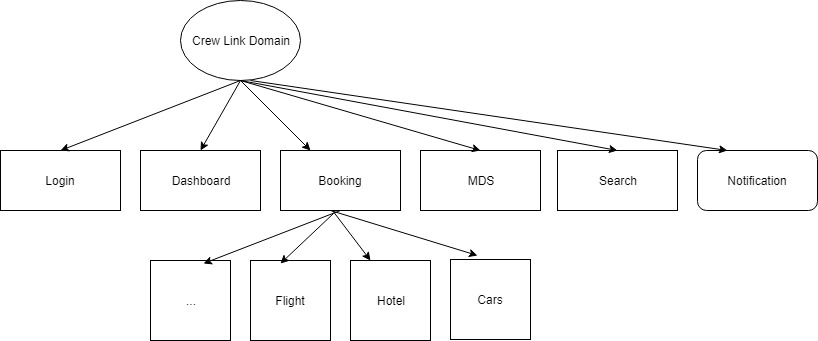 Crew Link Domain
Login
Dashboard
Booking
MDS
Search
Notification
...
Flight
Hotel
Cars